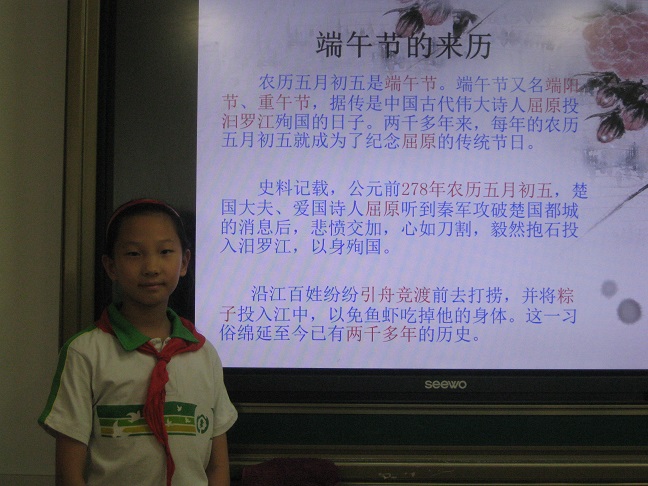 端午节的来历
农历五月初五是端午节。端午节又名端阳
节、重午节，据传是中国古代伟大诗人屈原投
汨罗江殉国的日子。两千多年来，每年的农历
五月初五就成为了纪念屈原的传统节日。
史料记载，公元前278年农历五月初五，楚
国大夫、爱国诗人屈原听到秦军攻破楚国都城
的消息后，悲愤交加，心如刀割，毅然抱石投
入汨罗江，以身殉国。
沿江百姓纷纷引舟竞渡前去打捞，并将粽
子投入江中，以免鱼虾吃掉他的身体。这一习
俗绵延至今已有两千多年的历史。
seewo